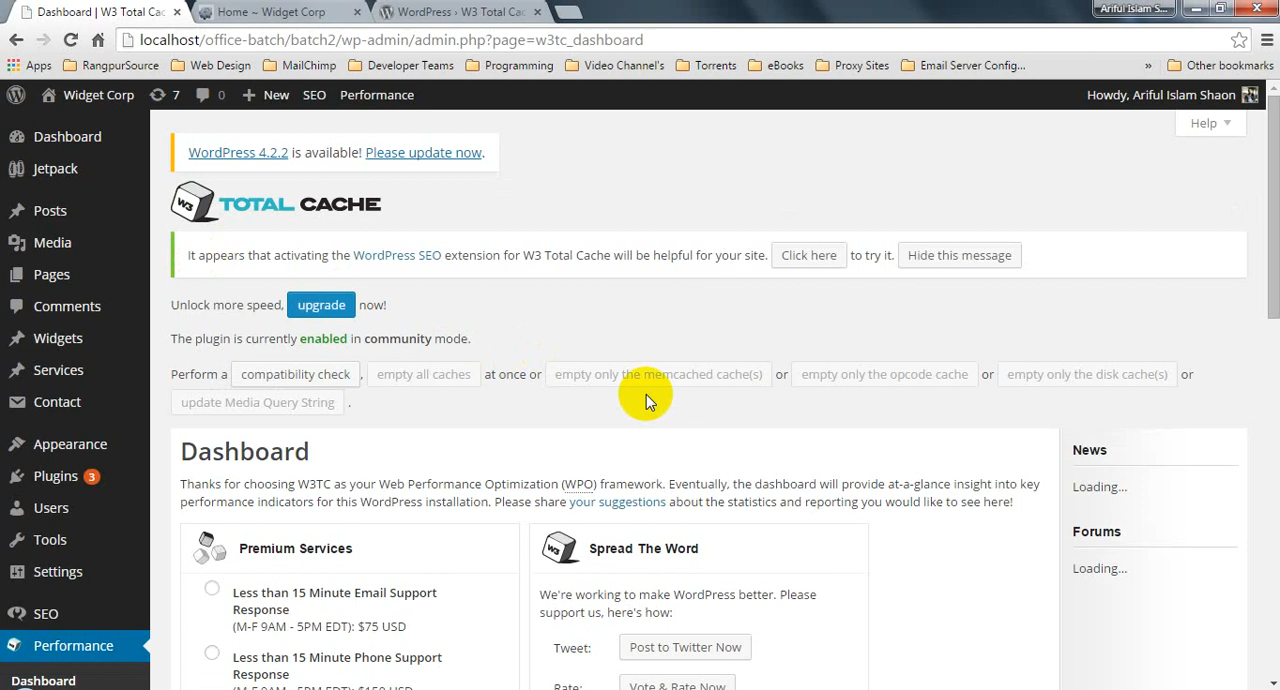 Dashboard | W3 Total Cac ×
Home ~ Widget Corp ×
WordPress › W3 Total Cac ×
Ariful Islam S...
localhost/office-batch/batch2/wp-admin/admin.php?page=w3tc_dashboard
Apps RangpurSource Web Design MailChimp Developer Teams Programming Video Channel's Torrents eBooks Proxy Sites Email Server Config... » Other bookmarks
Widget Corp 7 0 + New SEO Performance Howdy, Ariful Islam Shaon
Help
Dashboard
Jetpack
Posts
Media
Pages
Comments
Widgets
Services
Contact
Appearance
Plugins 3
Users
Tools
Settings
SEO
Performance
Dashboard
WordPress 4.2.2 is available! Please update now.
W3 TOTAL CACHE
It appears that activating the WordPress SEO extension for W3 Total Cache will be helpful for your site. Click here to try it. Hide this message
Unlock more speed, upgrade now!
The plugin is currently enabled in community mode.
Perform a compatibility check, empty all caches at once or empty only the memcached cache(s) or empty only the opcode cache or empty only the disk cache(s) or
update Media Query String .
Dashboard
Thanks for choosing W3TC as your Web Performance Optimization (WPO) framework. Eventually, the dashboard will provide at-a-glance insight into key
performance indicators for this WordPress installation. Please share your suggestions about the statistics and reporting you would like to see here!
Premium Services
Less than 15 Minute Email Support
Response
(M-F 9AM - 5PM EDT): $75 USD
Less than 15 Minute Phone Support
Response
(M-F 9AM - 5PM EDT): $150 USD
W3 Spread The Word
We're working to make WordPress better. Please
support us, here's how:
Tweet: Post to Twitter Now
Rate: Vote & Rate Now
News
Loading...
Forums
Loading...